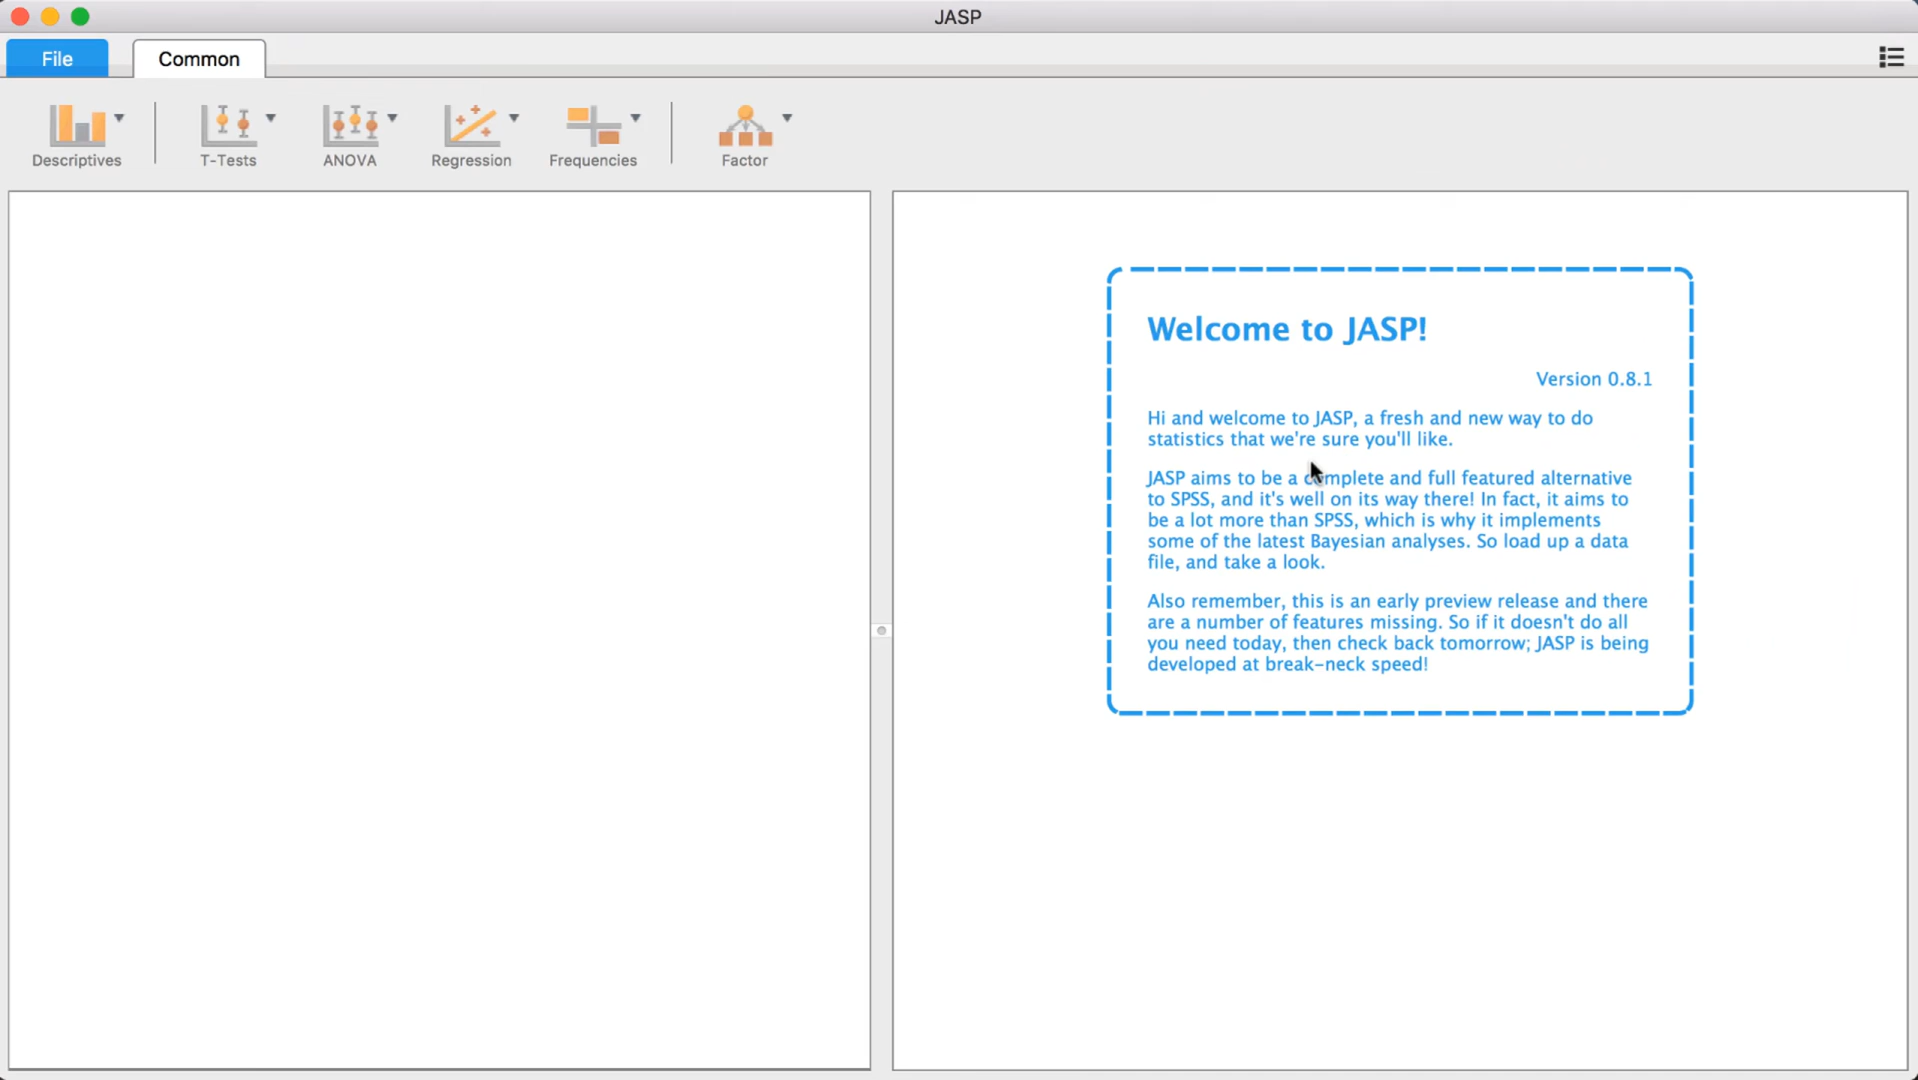 JASP
File
Common
Descriptives
T-Tests
ANOVA
Regression
Frequencies
Factor
Welcome to JASP!
Version 0.8.1
Hi and welcome to JASP, a fresh and new way to do
statistics that we're sure you'll like.
JASP aims to be a complete and full featured alternative
to SPSS, and it's well on its way there! In fact, it aims to
be a lot more than SPSS, which is why it implements
some of the latest Bayesian analyses. So load up a data
file, and take a look.
Also remember, this is an early preview release and there
are a number of features missing. So if it doesn't do all
you need today, then check back tomorrow; JASP is being
developed at break-neck speed!